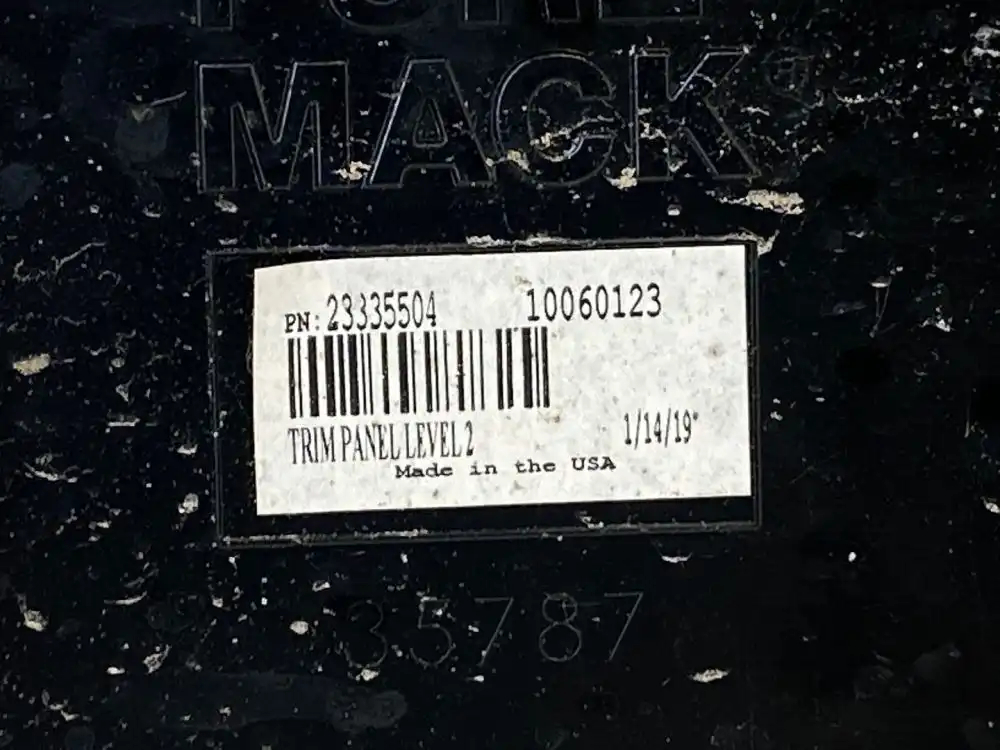 MACK
PN: 23335504 10060123
TRIM PANEL LEVEL 2 1/14/19
Made in the USA
35787